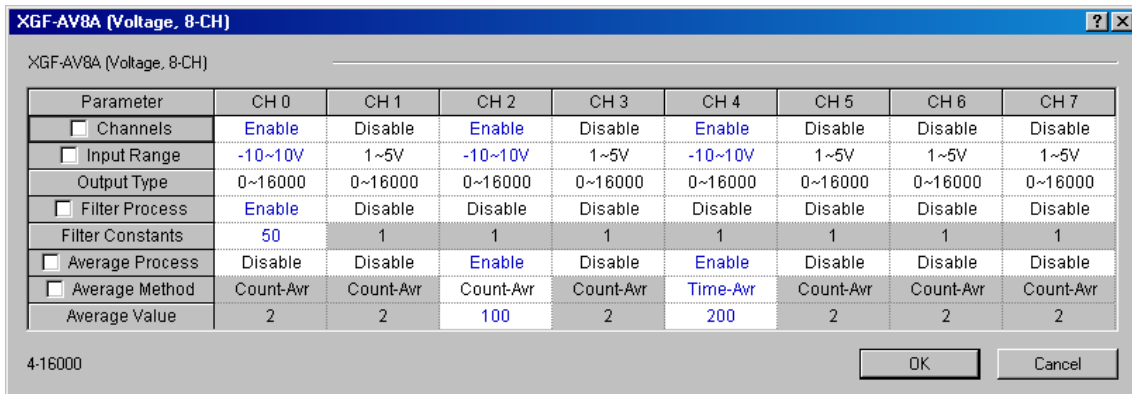 XGF-AV8A (Voltage, 8-CH)
XGF-AV8A (Voltage, 8-CH)
Parameter CH 0 CH 1 CH 2 CH 3 CH 4 CH 5 CH 6 CH 7
Channels Enable Disable Enable Disable Enable Disable Disable Disable
Input Range -10~10V 1~5V -10~10V 1~5V -10~10V 1~5V 1~5V 1~5V
Output Type 0~16000 0~16000 0~16000 0~16000 0~16000 0~16000 0~16000 0~16000
Filter Process Enable Disable Disable Disable Disable Disable Disable Disable
Filter Constants 50 1 1 1 1 1 1 1
Average Process Disable Disable Enable Disable Enable Disable Disable Disable
Average Method Count-Avr Count-Avr Count-Avr Count-Avr Time-Avr Count-Avr Count-Avr Count-Avr
Average Value 2 2 100 2 200 2 2 2
4-16000 OK Cancel